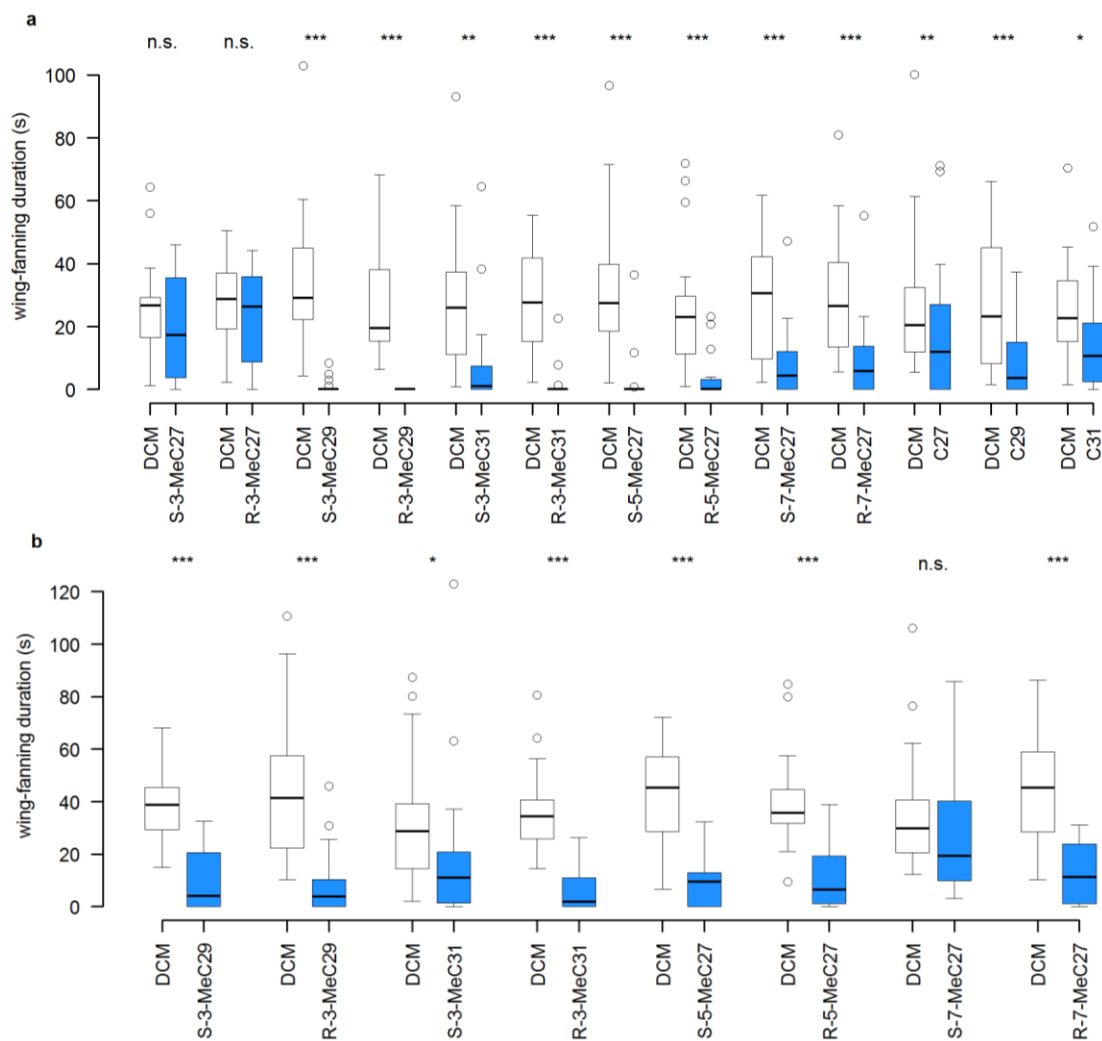 a
n.s. n.s. *** *** ** *** *** *** *** *** ** *** *
wing-fanning duration (s)
100
80
60
40
20
0
DCM
S-3-MeC27
DCM
R-3-MeC27
DCM
S-3-MeC29
DCM
R-3-MeC29
DCM
S-3-MeC31
DCM
R-3-MeC31
DCM
S-5-MeC27
DCM
R-5-MeC27
DCM
S-7-MeC27
DCM
R-7-MeC27
DCM
C27
DCM
C29
DCM
C31
b
*** *** * *** *** *** n.s. ***
wing-fanning duration (s)
120
100
80
60
40
20
0
DCM
S-3-MeC29
DCM
R-3-MeC29
DCM
S-3-MeC31
DCM
R-3-MeC31
DCM
S-5-MeC27
DCM
R-5-MeC27
DCM
S-7-MeC27
DCM
R-7-MeC27